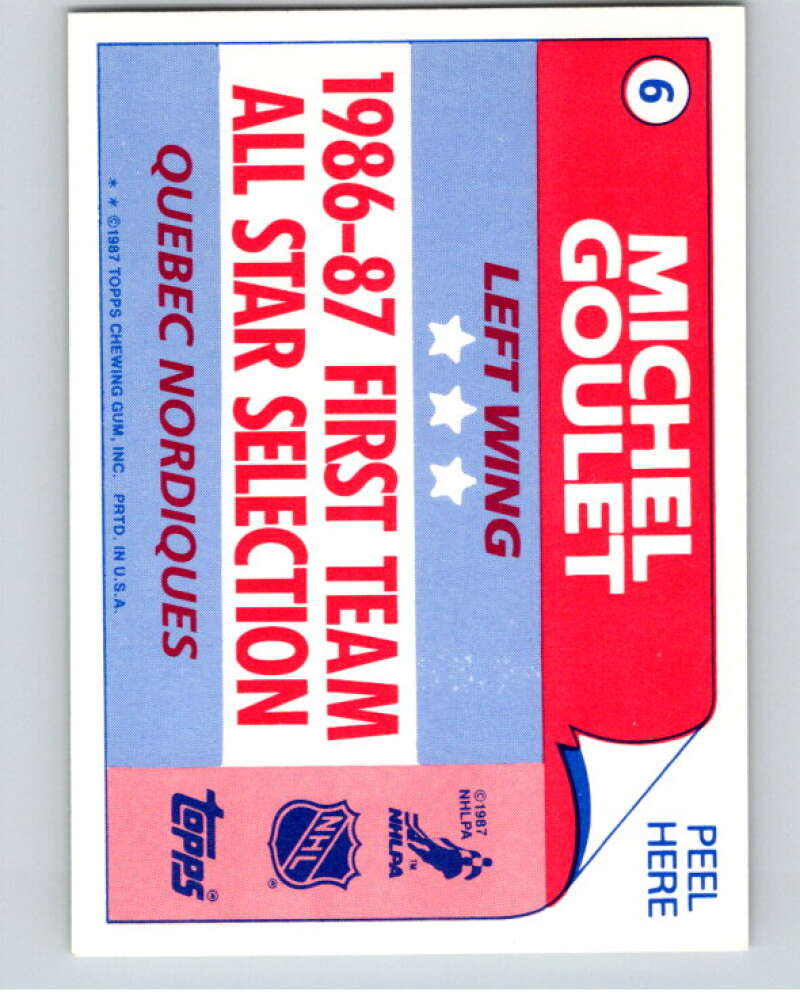 6
MICHEL
GOULET
LEFT WING
1986-87 FIRST TEAM
ALL STAR SELECTION
QUEBEC NORDIQUES
* * ©1987 TOPPS CHEWING GUM, INC. PRTD. IN U.S.A.
PEEL
HERE
©1987
NHLPA
NHLPA™
NHL®
topps®